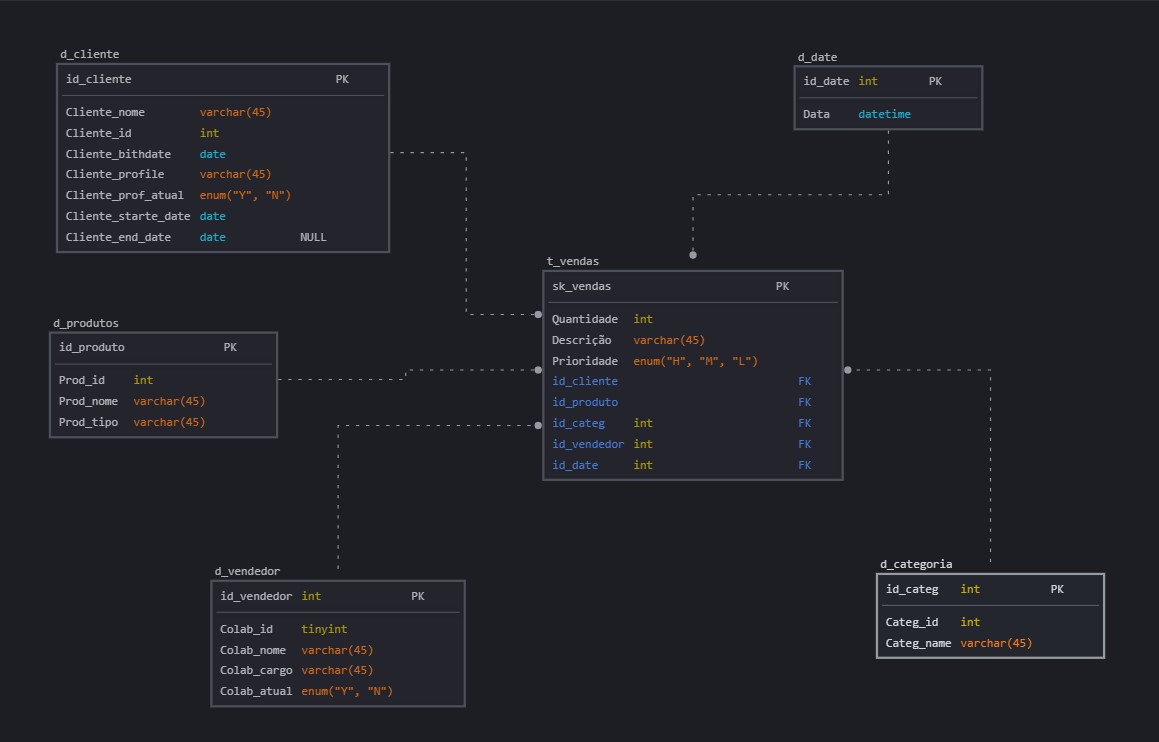 d_cliente
id_cliente PK
Cliente_nome varchar(45)
Cliente_id int
Cliente_bithdate date
Cliente_profile varchar(45)
Cliente_prof_atual enum("Y", "N")
Cliente_starte_date date
Cliente_end_date date NULL
d_date
id_date int PK
Data datetime
d_produtos
id_produto PK
Prod_id int
Prod_nome varchar(45)
Prod_tipo varchar(45)
t_vendas
sk_vendas PK
Quantidade int
Descrição varchar(45)
Prioridade enum("H", "M", "L")
id_cliente FK
id_produto FK
id_categ int FK
id_vendedor int FK
id_date int FK
d_vendedor
id_vendedor int PK
Colab_id tinyint
Colab_nome varchar(45)
Colab_cargo varchar(45)
Colab_atual enum("Y", "N")
d_categoria
id_categ int PK
Categ_id int
Categ_name varchar(45)